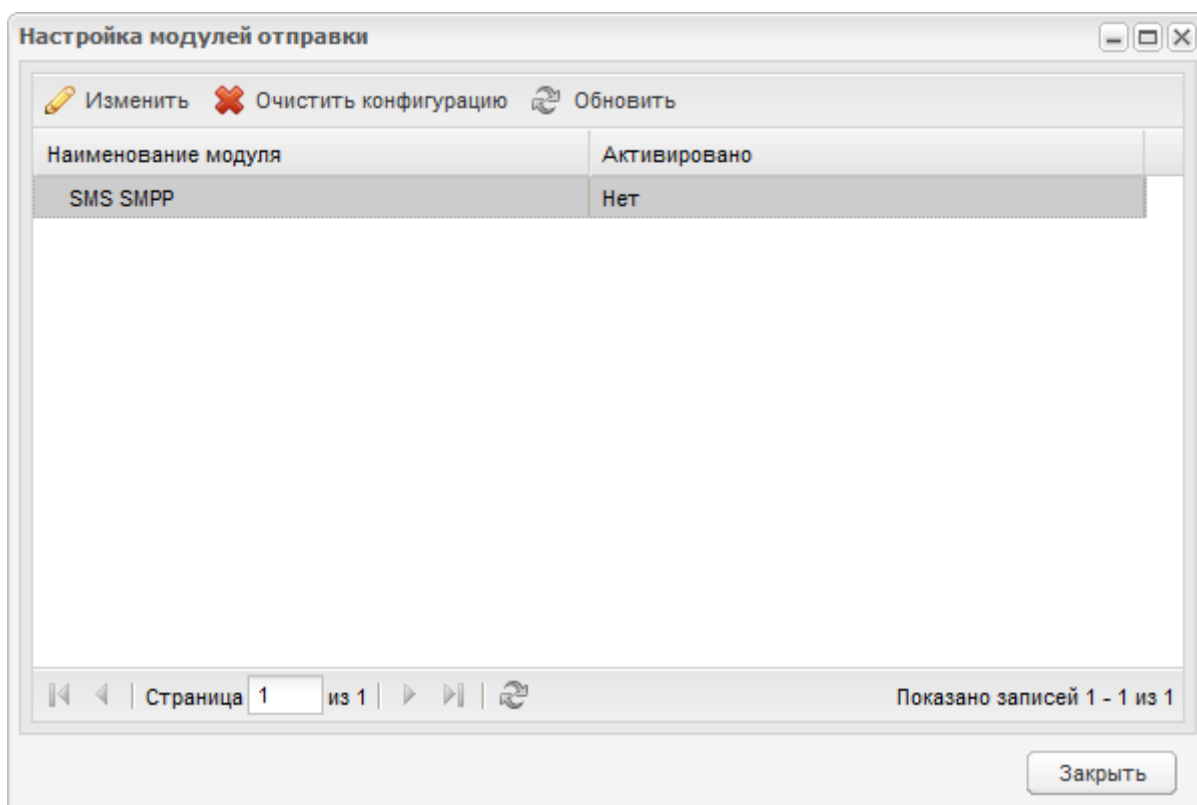 Настройка модулей отправки
Изменить Очистить конфигурацию Обновить
Наименование модуля Активировано
SMS SMPP Нет
Страница 1 из 1 Показано записей 1 - 1 из 1
Закрыть